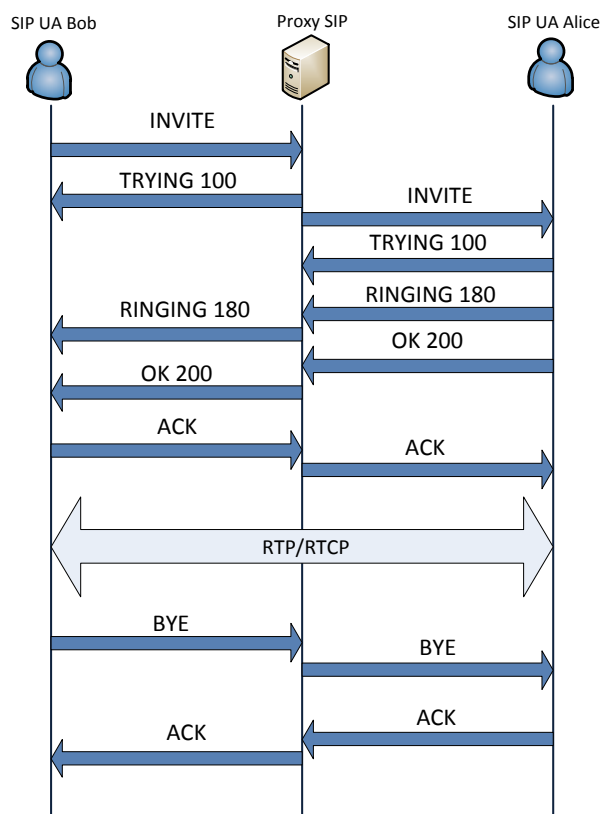 SIP UA Bob
Proxy SIP
SIP UA Alice
INVITE
TRYING 100
INVITE
TRYING 100
RINGING 180
RINGING 180
OK 200
OK 200
ACK
ACK
RTP/RTCP
BYE
BYE
ACK
ACK